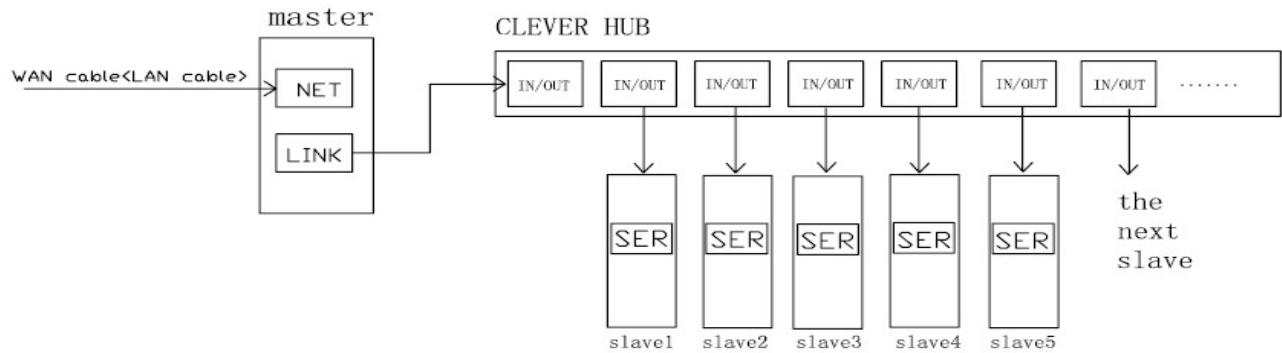 master
CLEVER HUB
WAN cable<LAN cable>
NET
LINK
IN/OUT IN/OUT IN/OUT IN/OUT IN/OUT IN/OUT IN/OUT .......
SER SER SER SER SER
the
next
slave
slave1 slave2 slave3 slave4 slave5